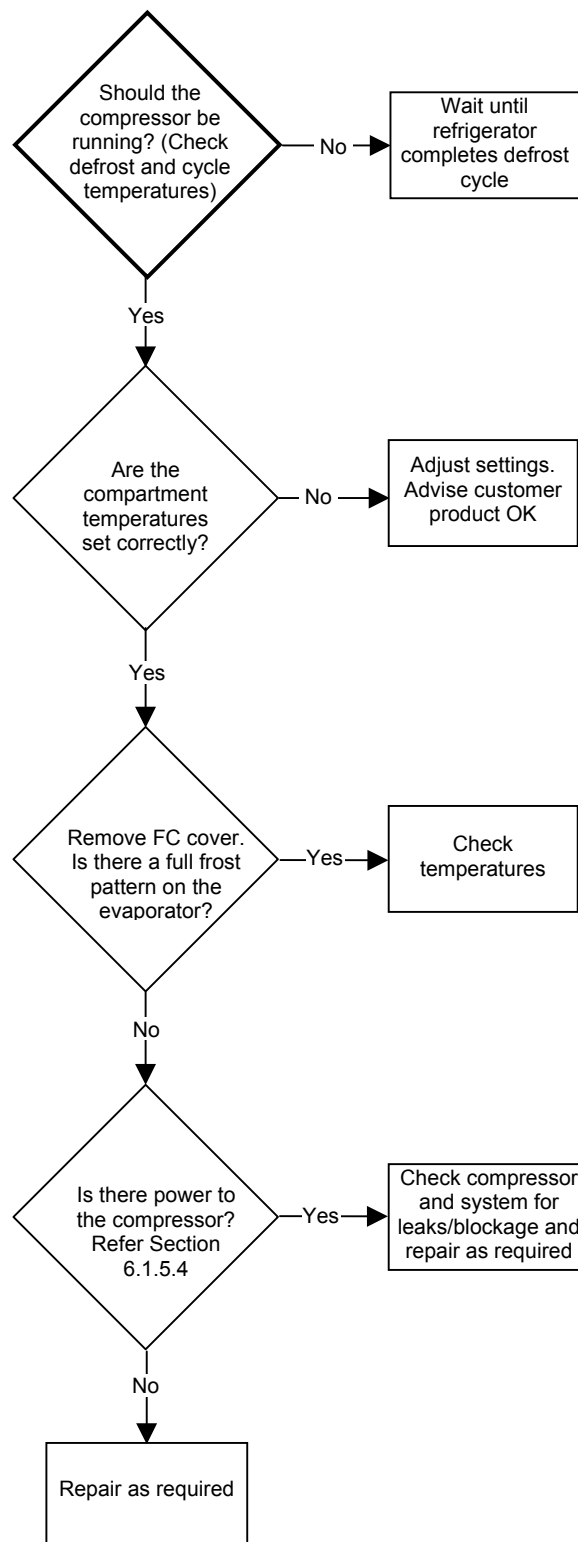 Should the
compressor be
running? (Check
defrost and cycle
temperatures)
No
Wait until
refrigerator
completes defrost
cycle
Yes
Are the
compartment
temperatures
set correctly?
No
Adjust settings.
Advise customer
product OK
Yes
Remove FC cover.
Is there a full frost
pattern on the
evaporator?
Yes
Check
temperatures
No
Is there power to
the compressor?
Refer Section
6.1.5.4
Yes
Check compressor
and system for
leaks/blockage and
repair as required
No
Repair as required